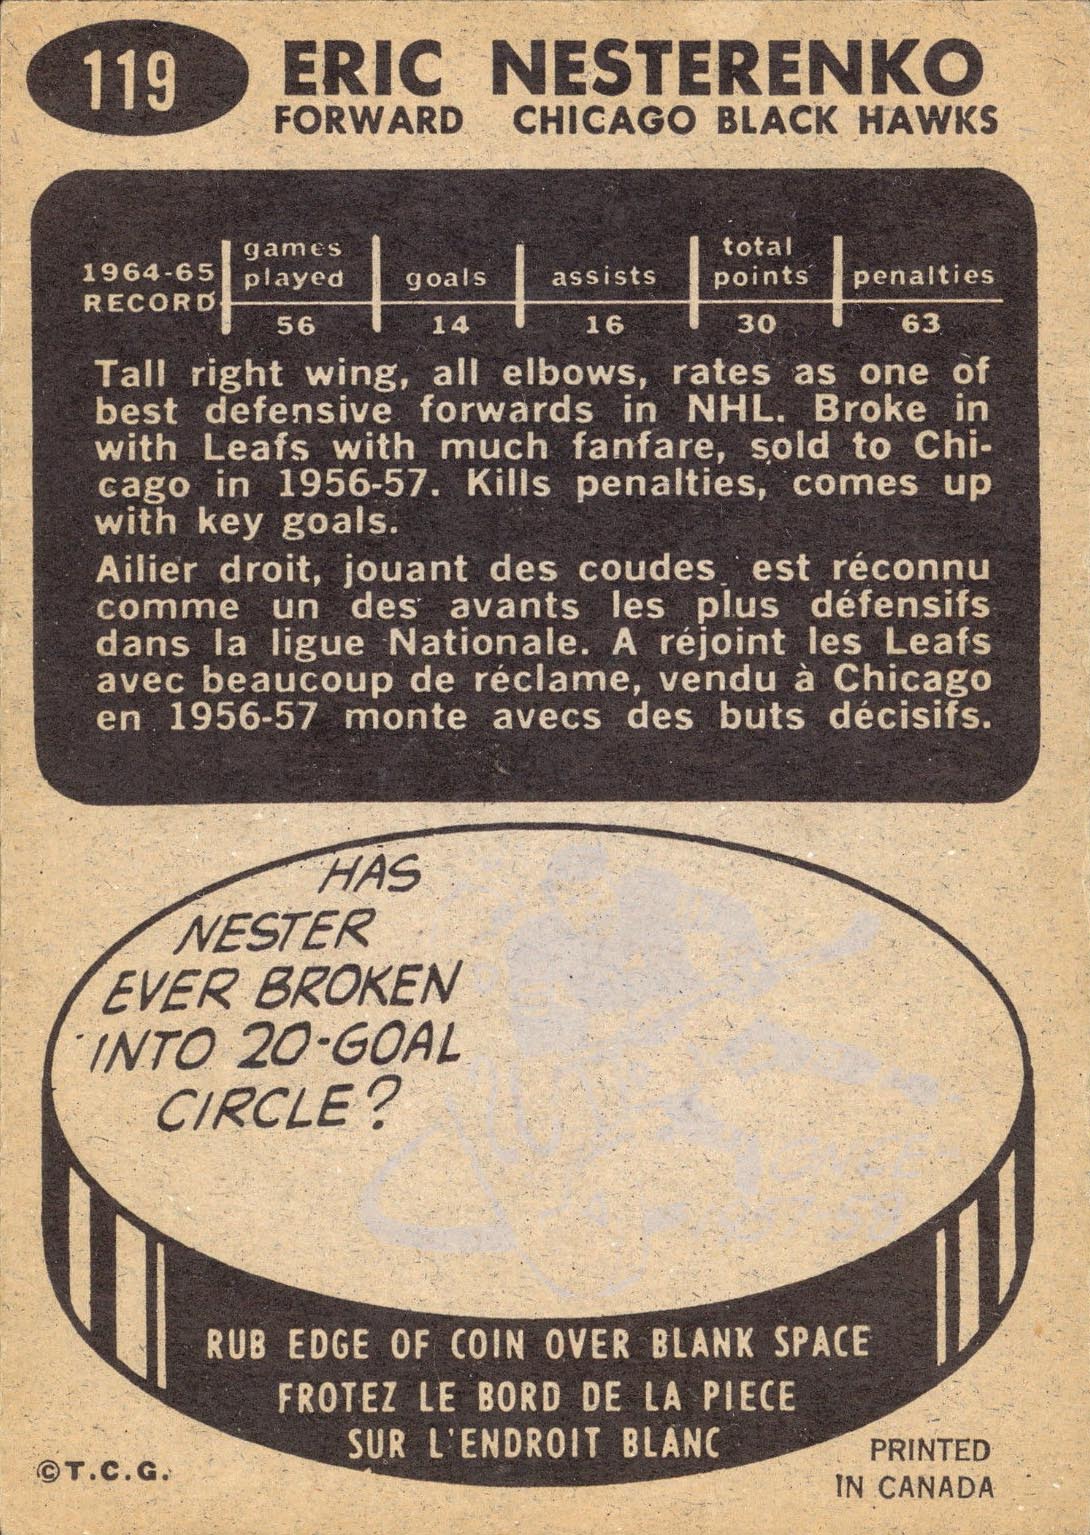 119
ERIC NESTERENKO
FORWARD CHICAGO BLACK HAWKS
1964-65 RECORD games played goals assists total points penalties
56 14 16 30 63
Tall right wing, all elbows, rates as one of
best defensive forwards in NHL. Broke in
with Leafs with much fanfare, sold to Chi-
cago in 1956-57. Kills penalties, comes up
with key goals.
Ailier droit, jouant des coudes est réconnu
comme un des avants les plus défensifs
dans la ligue Nationale. A réjoint les Leafs
avec beaucoup de réclame, vendu à Chicago
en 1956-57 monte avecs des buts décisifs.
HAS
NESTER
EVER BROKEN
INTO 20-GOAL
CIRCLE?
ONCE-
RUB EDGE OF COIN OVER BLANK SPACE
FROTEZ LE BORD DE LA PIECE
SUR L'ENDROIT BLANC
©T.C.G.
PRINTED
IN CANADA